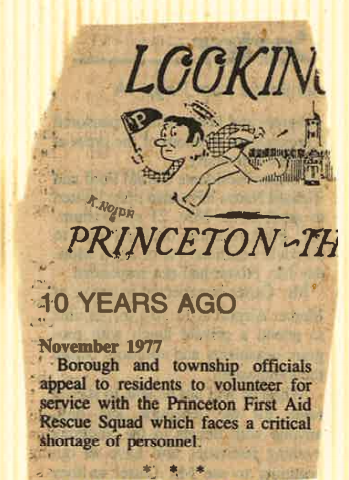 LOOKIN
P
PRINCETON~TH
10 YEARS AGO
November 1977
Borough and township officials
appeal to residents to volunteer for
service with the Princeton First Aid
Rescue Squad which faces a critical
shortage of personnel.
* * *